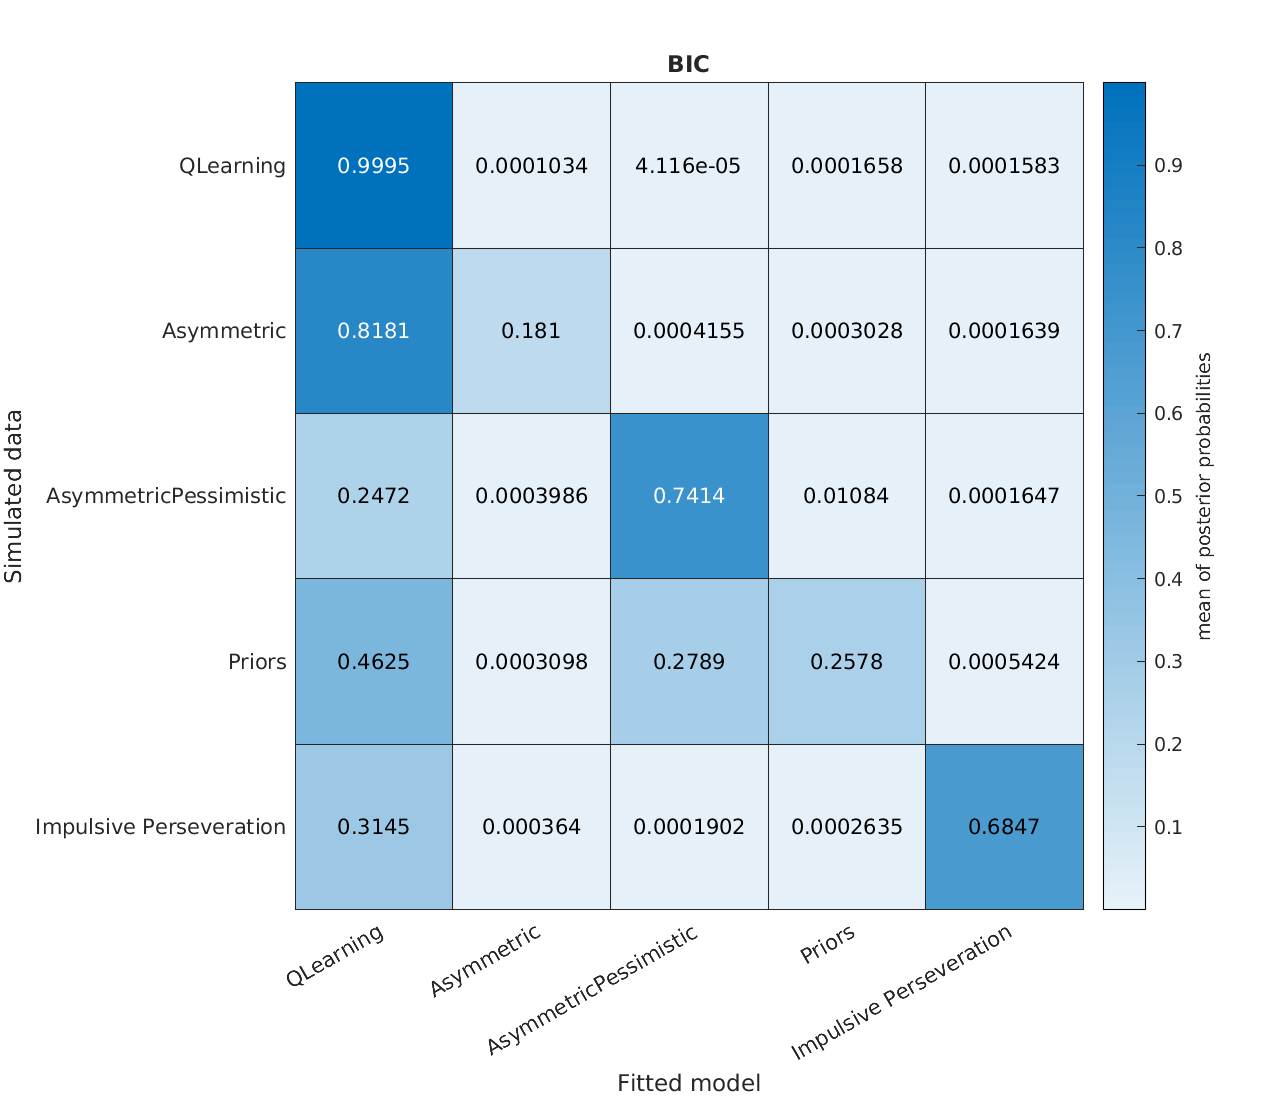 BIC
QLearning 0.9995 0.0001034 4.116e-05 0.0001658 0.0001583
Asymmetric 0.8181 0.181 0.0004155 0.0003028 0.0001639
AsymmetricPessimistic 0.2472 0.0003986 0.7414 0.01084 0.0001647
Priors 0.4625 0.0003098 0.2789 0.2578 0.0005424
Impulsive Perseveration 0.3145 0.000364 0.0001902 0.0002635 0.6847
Simulated data
QLearning
Asymmetric
AsymmetricPessimistic
Priors
Impulsive Perseveration
Fitted model
0.9
0.8
0.7
0.6
0.5
0.4
0.3
0.2
0.1
mean of posterior probabilities